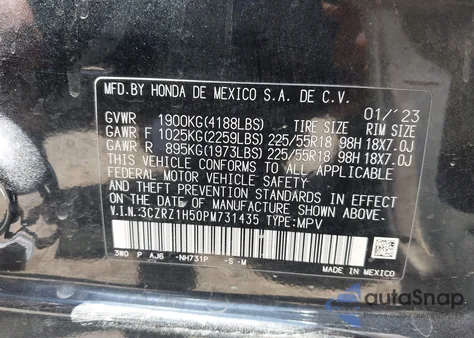 MFD.BY HONDA DE MEXICO S.A. DE C.V.
01/'23
GVWR 1900KG(4188LBS) TIRE SIZE RIM SIZE
GAWR F 1025KG(2259LBS) 225/55R18 98H 18X7.0J
GAWR R 895KG(1973LBS) 225/55R18 98H 18X7.0J
THIS VEHICLE CONFORMS TO ALL APPLICABLE
FEDERAL MOTOR VEHICLE SAFETY
AND THEFT PREVENTION STANDARDS IN EFFECT
ON THE DATE OF MANUFACTURE SHOWN ABOVE.
V.I.N.:3CZRZ1H50PM731435 TYPE:MPV
3W0 P AJ6 -NH731P -S-M
MADE IN MEXICO
autoSnap